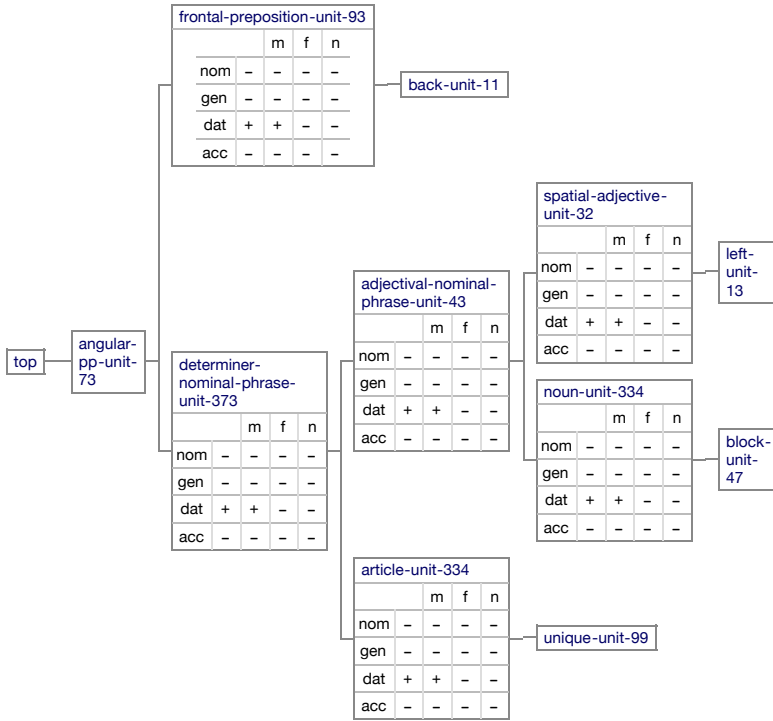 frontal-preposition-unit-93
m f n
nom – – – –
gen – – – –
dat + + – –
acc – – – –
back-unit-11
spatial-adjective-
unit-32
m f n
nom – – – –
gen – – – –
dat + + – –
acc – – – –
left-
unit-
13
adjectival-nominal-
phrase-unit-43
m f n
nom – – – –
gen – – – –
dat + + – –
acc – – – –
top
angular-
pp-unit-
73
determiner-
nominal-phrase-
unit-373
m f n
nom – – – –
gen – – – –
dat + + – –
acc – – – –
noun-unit-334
m f n
nom – – – –
gen – – – –
dat + + – –
acc – – – –
block-
unit-
47
article-unit-334
m f n
nom – – – –
gen – – – –
dat + + – –
acc – – – –
unique-unit-99